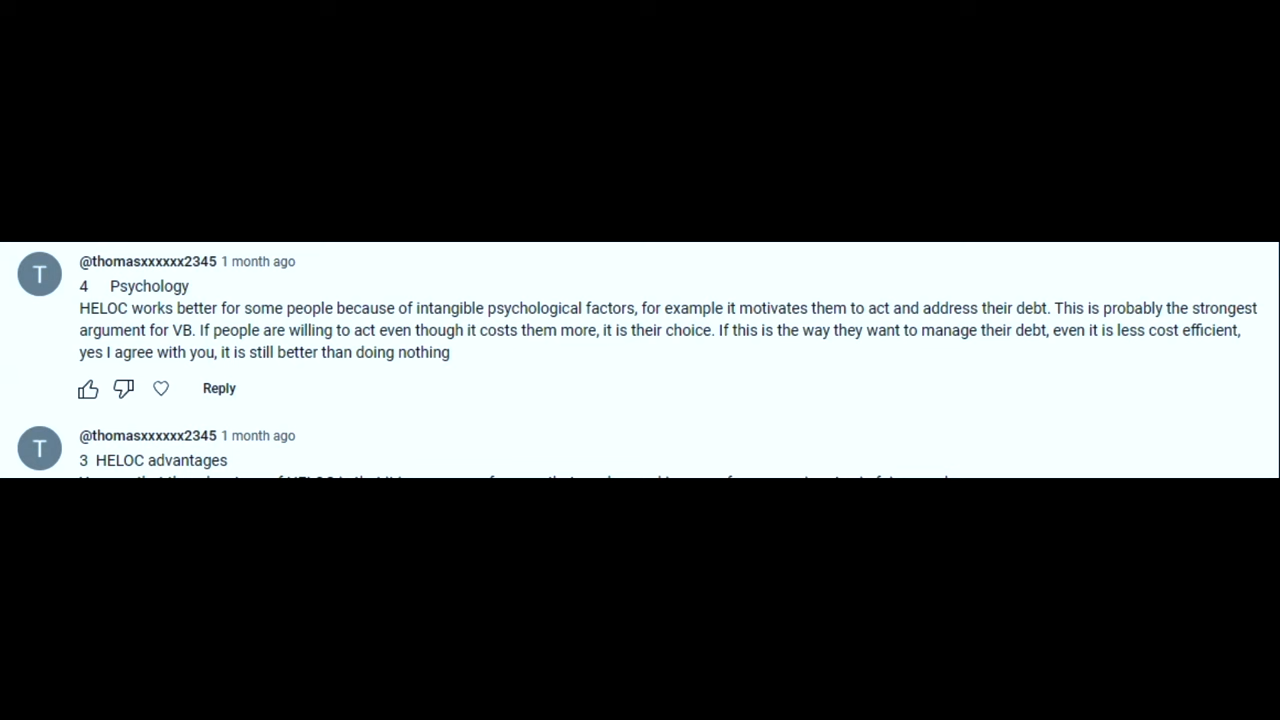 T
@thomasxxxxxx2345 1 month ago
4 Psychology
HELOC works better for some people because of intangible psychological factors, for example it motivates them to act and address their debt. This is probably the strongest
argument for VB. If people are willing to act even though it costs them more, it is their choice. If this is the way they want to manage their debt, even it is less cost efficient,
yes I agree with you, it is still better than doing nothing
Reply
T
@thomasxxxxxx2345 1 month ago
3 HELOC advantages